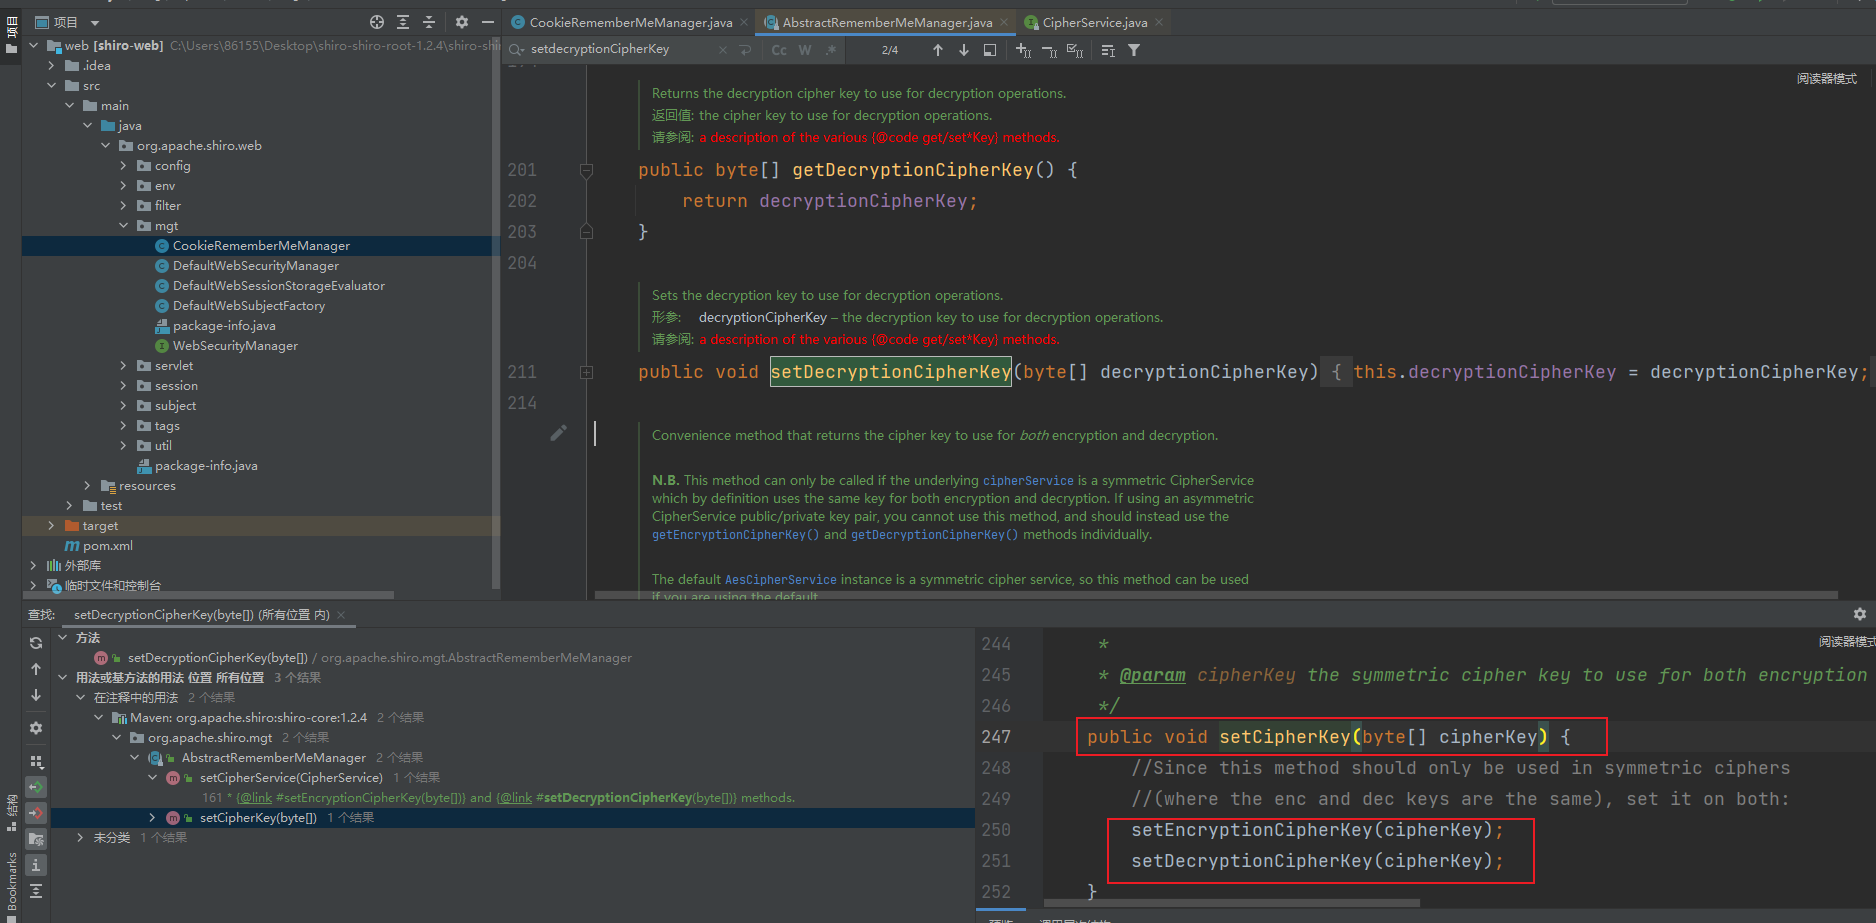 项目
项目
web [shiro-web] C:\Users\86155\Desktop\shiro-shiro-root-1.2.4\shiro-shi
.idea
src
main
java
org.apache.shiro.web
config
env
filter
mgt
CookieRememberMeManager
DefaultWebSecurityManager
DefaultWebSessionStorageEvaluator
DefaultWebSubjectFactory
package-info.java
WebSecurityManager
servlet
session
subject
tags
util
package-info.java
resources
test
target
pom.xml
外部库
临时文件和控制台
CookieRememberMeManager.java
AbstractRememberMeManager.java
CipherService.java
setdecryptionCipherKey
Cc W .*
2/4
阅读器模式
Returns the decryption cipher key to use for decryption operations.
返回值: the cipher key to use for decryption operations.
请参阅: a description of the various {@code get/set*Key} methods.
201 public byte[] getDecryptionCipherKey() {
202 return decryptionCipherKey;
203 }
204
Sets the decryption key to use for decryption operations.
形参: decryptionCipherKey – the decryption key to use for decryption operations.
请参阅: a description of the various {@code get/set*Key} methods.
211 public void setDecryptionCipherKey(byte[] decryptionCipherKey) { this.decryptionCipherKey = decryptionCipherKey;
214
Convenience method that returns the cipher key to use for both encryption and decryption.
N.B. This method can only be called if the underlying cipherService is a symmetric CipherService
which by definition uses the same key for both encryption and decryption. If using an asymmetric
CipherService public/private key pair, you cannot use this method, and should instead use the
getEncryptionCipherKey() and getDecryptionCipherKey() methods individually.
The default AesCipherService instance is a symmetric cipher service, so this method can be used
if you are using the default
查找: setDecryptionCipherKey(byte[]) (所有位置 内)
方法
setDecryptionCipherKey(byte[]) / org.apache.shiro.mgt.AbstractRememberMeManager
用法或基方法的用法 位置 所有位置 3 个结果
在注释中的用法 2 个结果
Maven: org.apache.shiro:shiro-core:1.2.4 2 个结果
org.apache.shiro.mgt 2 个结果
AbstractRememberMeManager 2 个结果
setCipherService(CipherService) 1 个结果
161 * {@link #setEncryptionCipherKey(byte[])} and {@link #setDecryptionCipherKey(byte[])} methods.
setCipherKey(byte[]) 1 个结果
未分类 1 个结果
结构
Bookmarks
阅读器模式
244 *
245 * @param cipherKey the symmetric cipher key to use for both encryption
246 */
247 public void setCipherKey(byte[] cipherKey) {
248 //Since this method should only be used in symmetric ciphers
249 //(where the enc and dec keys are the same), set it on both:
250 setEncryptionCipherKey(cipherKey);
251 setDecryptionCipherKey(cipherKey);
252 }